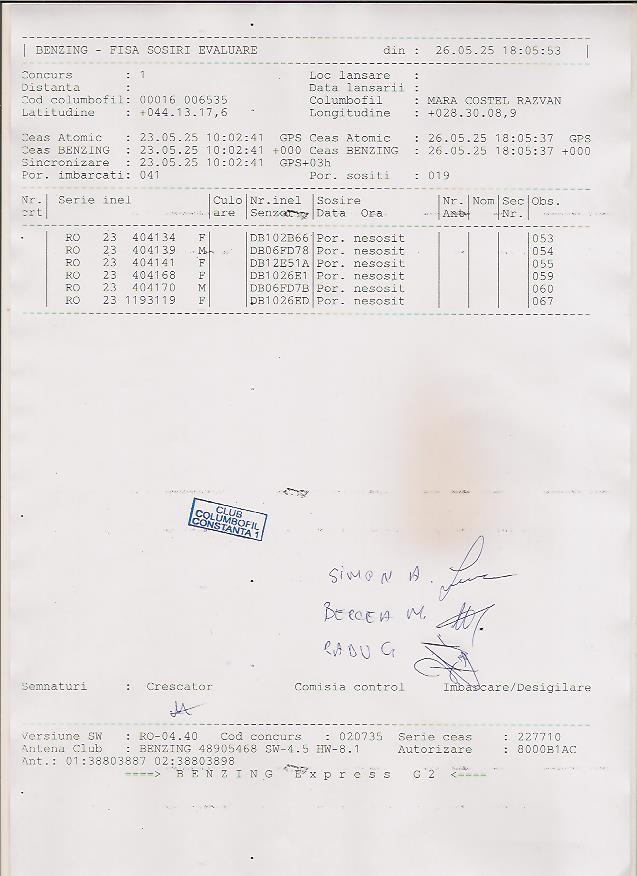 | BENZING - FISA SOSIRI EVALUARE din : 26.05.25 18:05:53 |
Concurs : 1 Loc lansare :
Distanta : Data lansarii :
Cod columbofil: 00016 006535 Columbofil : MARA COSTEL RAZVAN
Latitudine : +044.13.17,6 Longitudine : +028.30.08,9
Ceas Atomic : 23.05.25 10:02:41 GPS Ceas Atomic : 26.05.25 18:05:37 GPS
Ceas BENZING : 23.05.25 10:02:41 +000 Ceas BENZING : 26.05.25 18:05:37 +000
Sincronizare : 23.05.25 10:02:41 GPS+03h
Por. imbarcati: 041 Por. sositi : 019
Nr. | Serie inel |Culo|Nr.inel |Sosire |Nr. |Nom|Sec|Obs.
crt| |are |Senzor |Data Ora |Ant| |Nr.|
RO 23 404134 F| |DB102B66|Por. nesosit | | | |053
RO 23 404139 M| |DB06FD78|Por. nesosit | | | |054
RO 23 404141 F| |DB12E51A|Por. nesosit | | | |055
RO 23 404168 F| |DB1026E1|Por. nesosit | | | |059
RO 23 404170 M| |DB06FD7B|Por. nesosit | | | |060
RO 23 1193119 F| |DB1026ED|Por. nesosit | | | |067
CLUB
COLUMBOFIL
CONSTANTA 1
SIMON A.
BERCEA M.
RADU G
Semnaturi : Crescator Comisia control Imbarcare/Desigilare
Versiune SW : RO-04.40 Cod concurs : 020735 Serie ceas : 227710
Antena Club : BENZING 48905468 SW-4.5 HW-8.1 Autorizare : 8000B1AC
Ant.: 01:38803887 02:38803898
====> B E N Z I N G E x p r e s s G 2 <====